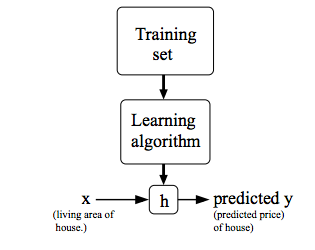 Training
set
Learning
algorithm
x
h
predicted y
(living area of
house.)
(predicted price)
of house)